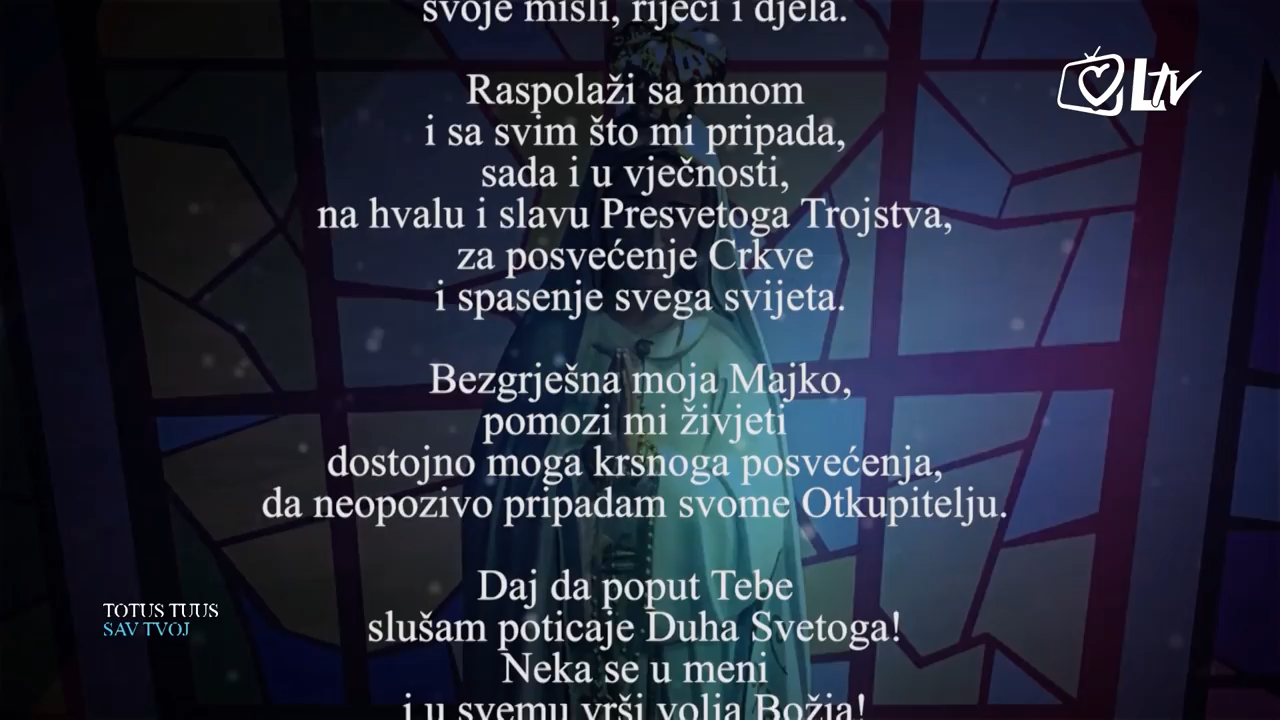 svoje misli, riječi i djela.
Raspolaži sa mnom
i sa svim što mi pripada,
sada i u vječnosti,
na hvalu i slavu Presvetoga Trojstva,
za posvećenje Crkve
i spasenje svega svijeta.
Bezgrješna moja Majko,
pomozi mi živjeti
dostojno moga krsnoga posvećenja,
da neopozivo pripadam svome Otkupitelju.
Daj da poput Tebe
slušam poticaje Duha Svetoga!
Neka se u meni
i u svemu vrši volja Božja!
LTV
TOTUS TUUS
SAV TVOJ